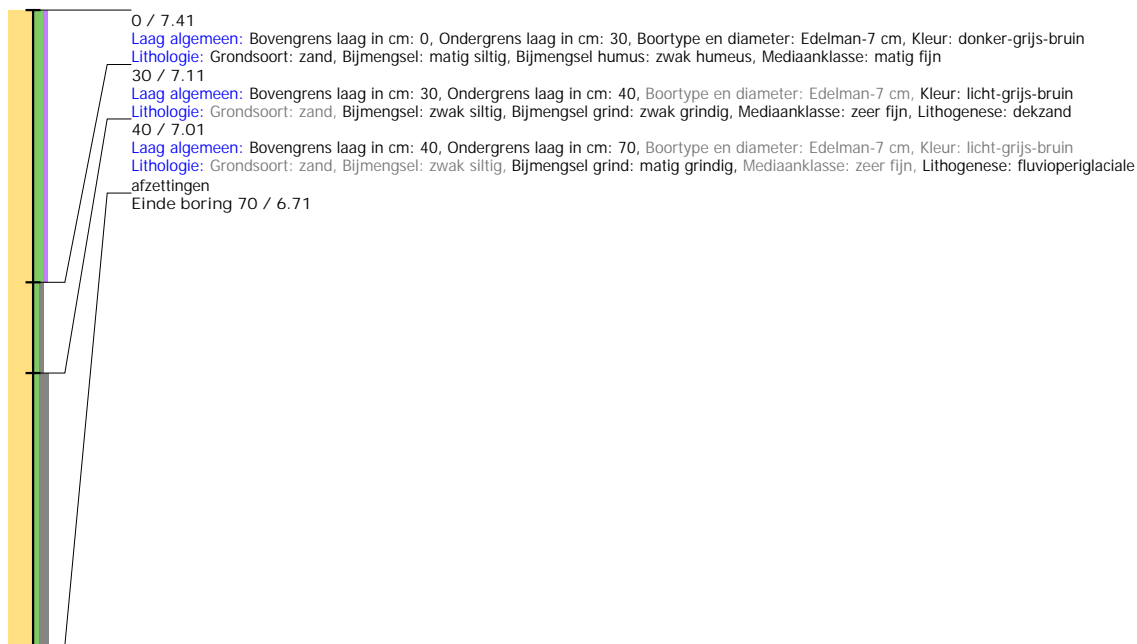 0 / 7.41
Laag algemeen: Bovengrens laag in cm: 0, Ondergrens laag in cm: 30, Boortype en diameter: Edelman-7 cm, Kleur: donker-grijs-bruin
Lithologie: Grondsoort: zand, Bijmengsel: matig siltig, Bijmengsel humus: zwak humeus, Mediaanklasse: matig fijn
30 / 7.11
Laag algemeen: Bovengrens laag in cm: 30, Ondergrens laag in cm: 40, Boortype en diameter: Edelman-7 cm, Kleur: licht-grijs-bruin
Lithologie: Grondsoort: zand, Bijmengsel: zwak siltig, Bijmengsel grind: zwak grindig, Mediaanklasse: zeer fijn, Lithogenese: dekzand
40 / 7.01
Laag algemeen: Bovengrens laag in cm: 40, Ondergrens laag in cm: 70, Boortype en diameter: Edelman-7 cm, Kleur: licht-grijs-bruin
Lithologie: Grondsoort: zand, Bijmengsel: zwak siltig, Bijmengsel grind: matig grindig, Mediaanklasse: zeer fijn, Lithogenese: fluvioperiglaciale
afzettingen
Einde boring 70 / 6.71